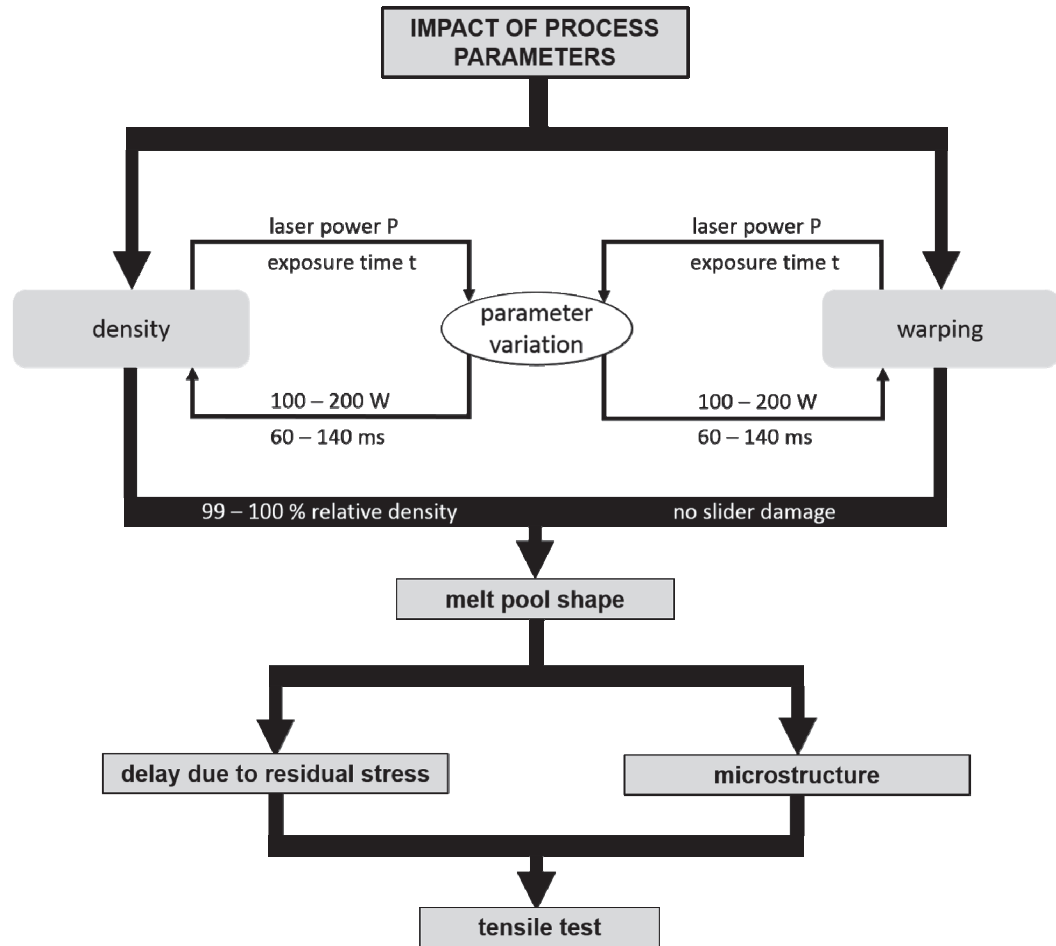 IMPACT OF PROCESS
PARAMETERS
laser power P
exposure time t
laser power P
exposure time t
density
parameter
variation
warping
100 – 200 W
60 – 140 ms
100 – 200 W
60 – 140 ms
99 – 100 % relative density
no slider damage
melt pool shape
delay due to residual stress
microstructure
tensile test